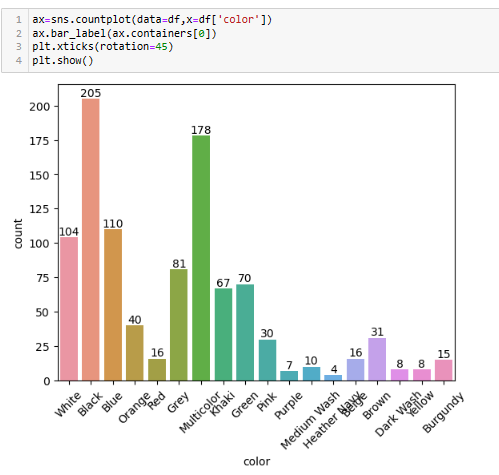 1 ax=sns.countplot(data=df,x=df['color'])
2 ax.bar_label(ax.containers[0])
3 plt.xticks(rotation=45)
4 plt.show()
205
200
178
175
150
125
110
104
100
81
75
70
67
50
40
31
30
25
16
16
15
10
7
8
8
4
0
count
White
Black
Blue
Orange
Red
Grey
Multicolor
Khaki
Green
Pink
Purple
Medium Wash
Heather Navy
Beige
Brown
Dark Wash
Yellow
Burgundy
color